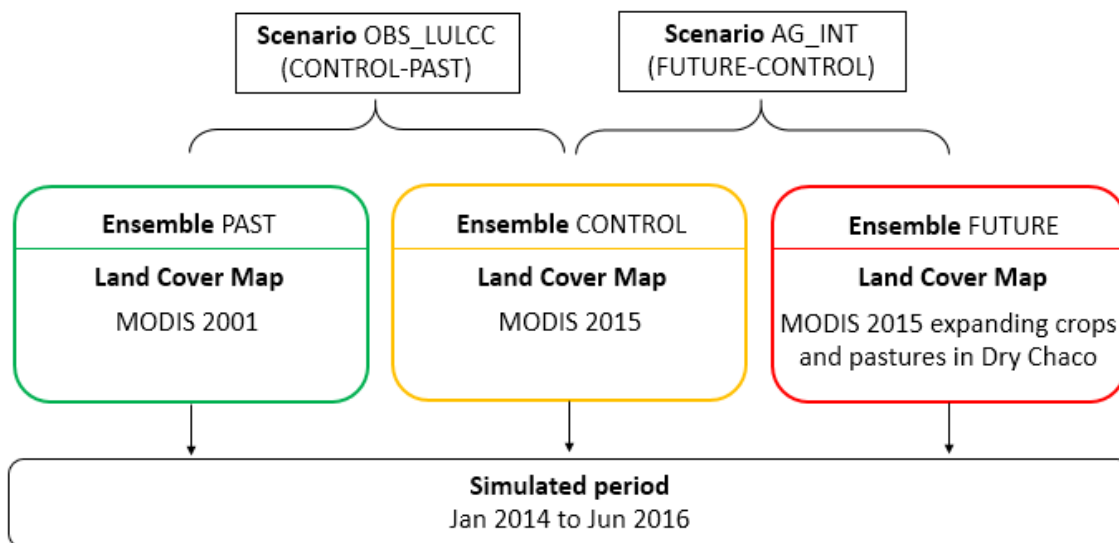 Scenario OBS_LULCC
(CONTROL-PAST)
Scenario AG_INT
(FUTURE-CONTROL)
Ensemble PAST
Land Cover Map
MODIS 2001
Ensemble CONTROL
Land Cover Map
MODIS 2015
Ensemble FUTURE
Land Cover Map
MODIS 2015 expanding crops
and pastures in Dry Chaco
Simulated period
Jan 2014 to Jun 2016